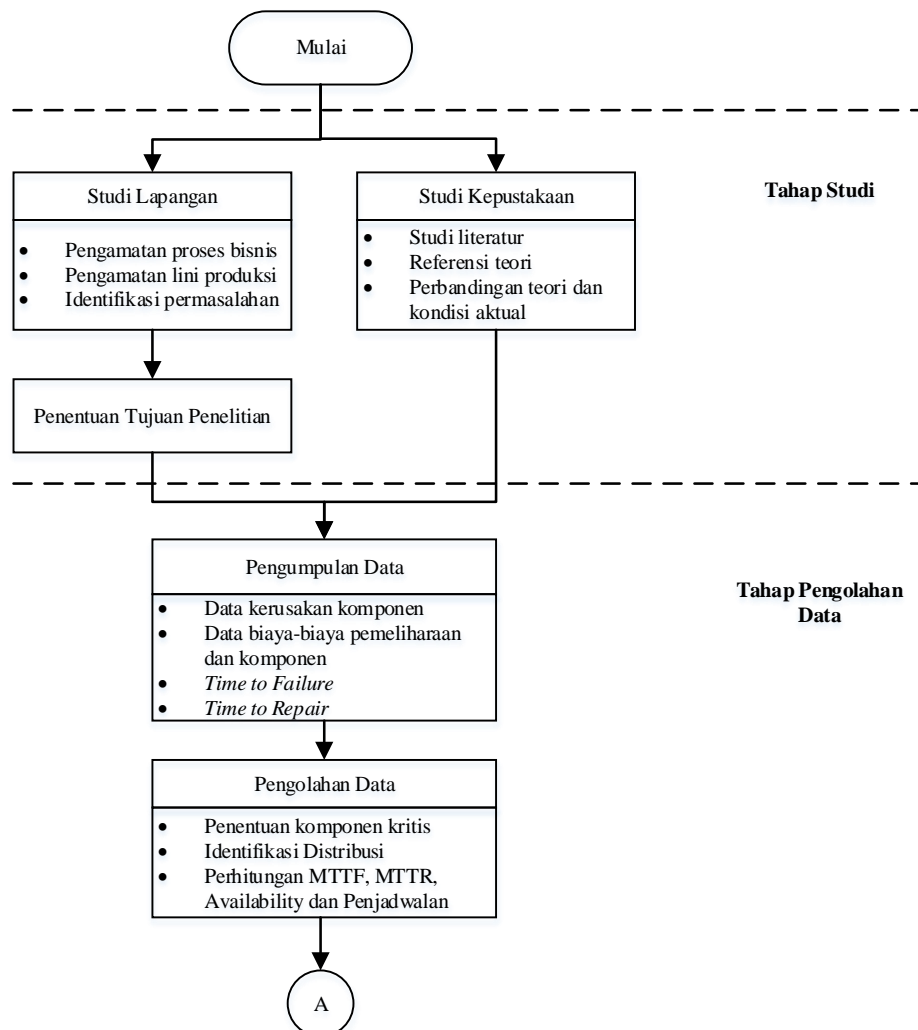 Mulai
Studi Lapangan
• Pengamatan proses bisnis
• Pengamatan lini produksi
• Identifikasi permasalahan
Studi Kepustakaan
• Studi literatur
• Referensi teori
• Perbandingan teori dan
kondisi aktual
Tahap Studi
Penentuan Tujuan Penelitian
Pengumpulan Data
• Data kerusakan komponen
• Data biaya-biaya pemeliharaan
dan komponen
• Time to Failure
• Time to Repair
Tahap Pengolahan
Data
Pengolahan Data
• Penentuan komponen kritis
• Identifikasi Distribusi
• Perhitungan MTTF, MTTR,
Availability dan Penjadwalan
A